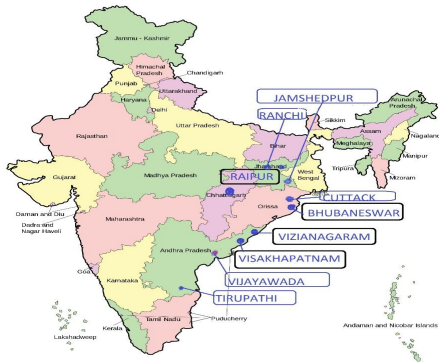 Jammu - Kashmir
Himachal
Pradesh
Chandigarh
Punjab
Uttarakhand
Haryana
Delhi
Arunachal
Pradesh
JAMSHEDPUR
RANCHI
Sikkim
Assam
Nagaland
Rajasthan
Uttar Pradesh
Bihar
Meghalaya
Manipur
Jharkhand
Tripura
West
Bengal
Mizoram
Gujarat
Madhya Pradesh
RAIPUR
Chhattisgarh
Orissa
CUTTACK
BHUBANESWAR
Daman and Diu
Dadra and
Nagar Haveli
Maharashtra
VIZIANAGARAM
Andhra Pradesh
VISAKHAPATNAM
Goa
VIJAYAWADA
Karnataka
TIRUPATHI
Tamil Nadu
Puducherry
Kerala
Lakshadweep
Andaman and Nicobar Islands